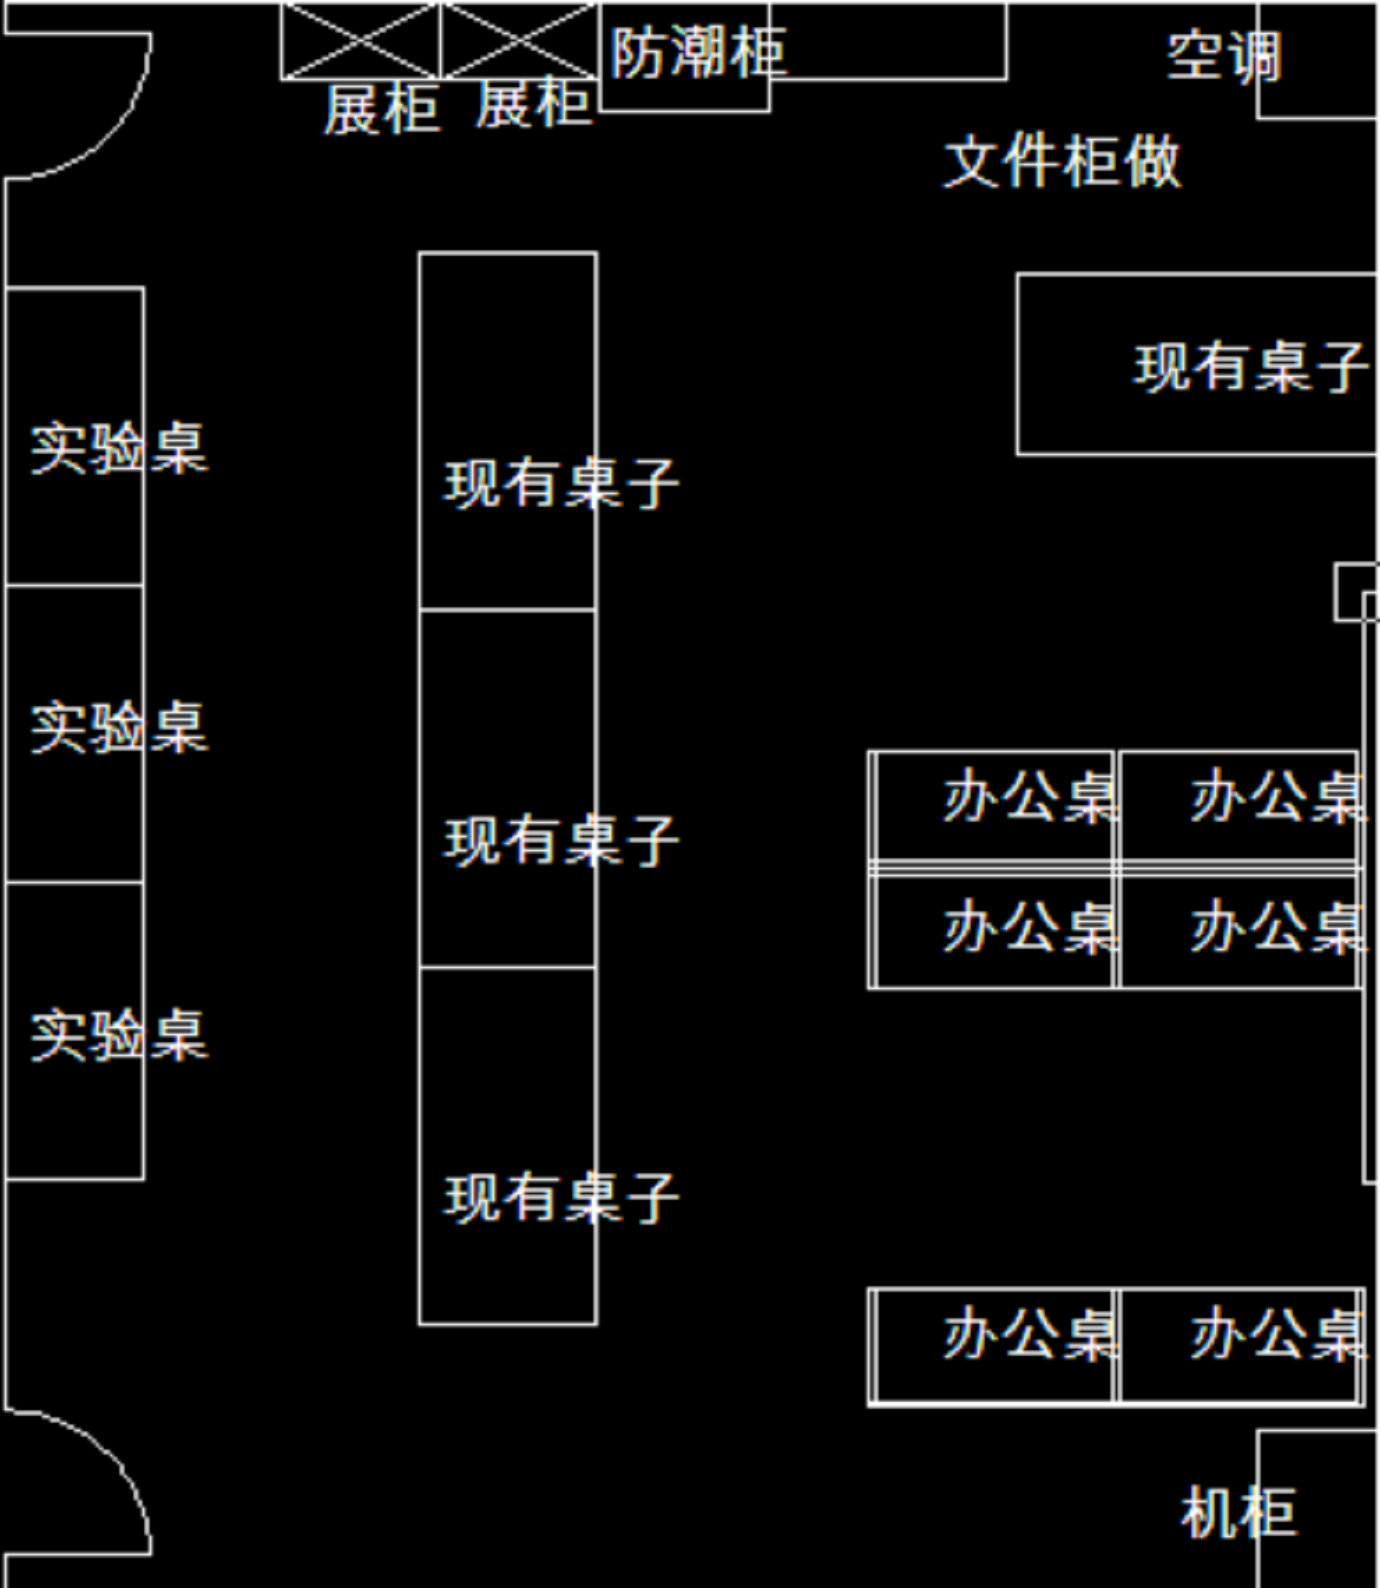 防潮柜
空调
展柜 展柜
文件柜做
现有桌子
实验桌
现有桌子
实验桌
办公桌 办公桌
现有桌子
办公桌 办公桌
实验桌
现有桌子
办公桌 办公桌
机柜